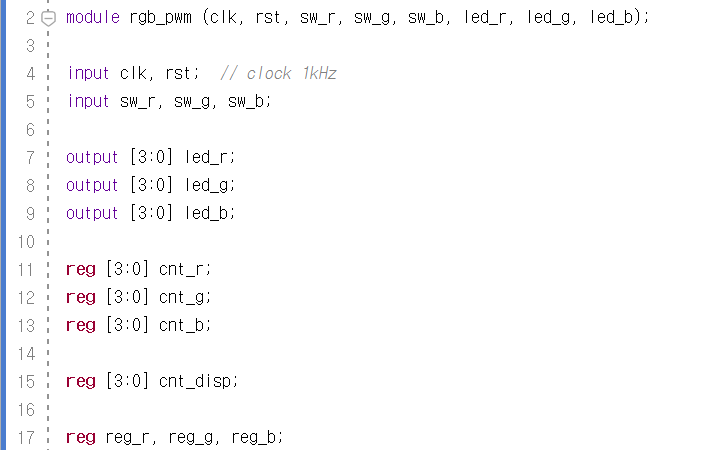 2 module rgb_pwm (clk, rst, sw_r, sw_g, sw_b, led_r, led_g, led_b);
3
4 input clk, rst; // clock 1kHz
5 input sw_r, sw_g, sw_b;
6
7 output [3:0] led_r;
8 output [3:0] led_g;
9 output [3:0] led_b;
10
11 reg [3:0] cnt_r;
12 reg [3:0] cnt_g;
13 reg [3:0] cnt_b;
14
15 reg [3:0] cnt_disp;
16
17 reg reg_r, reg_g, reg_b;